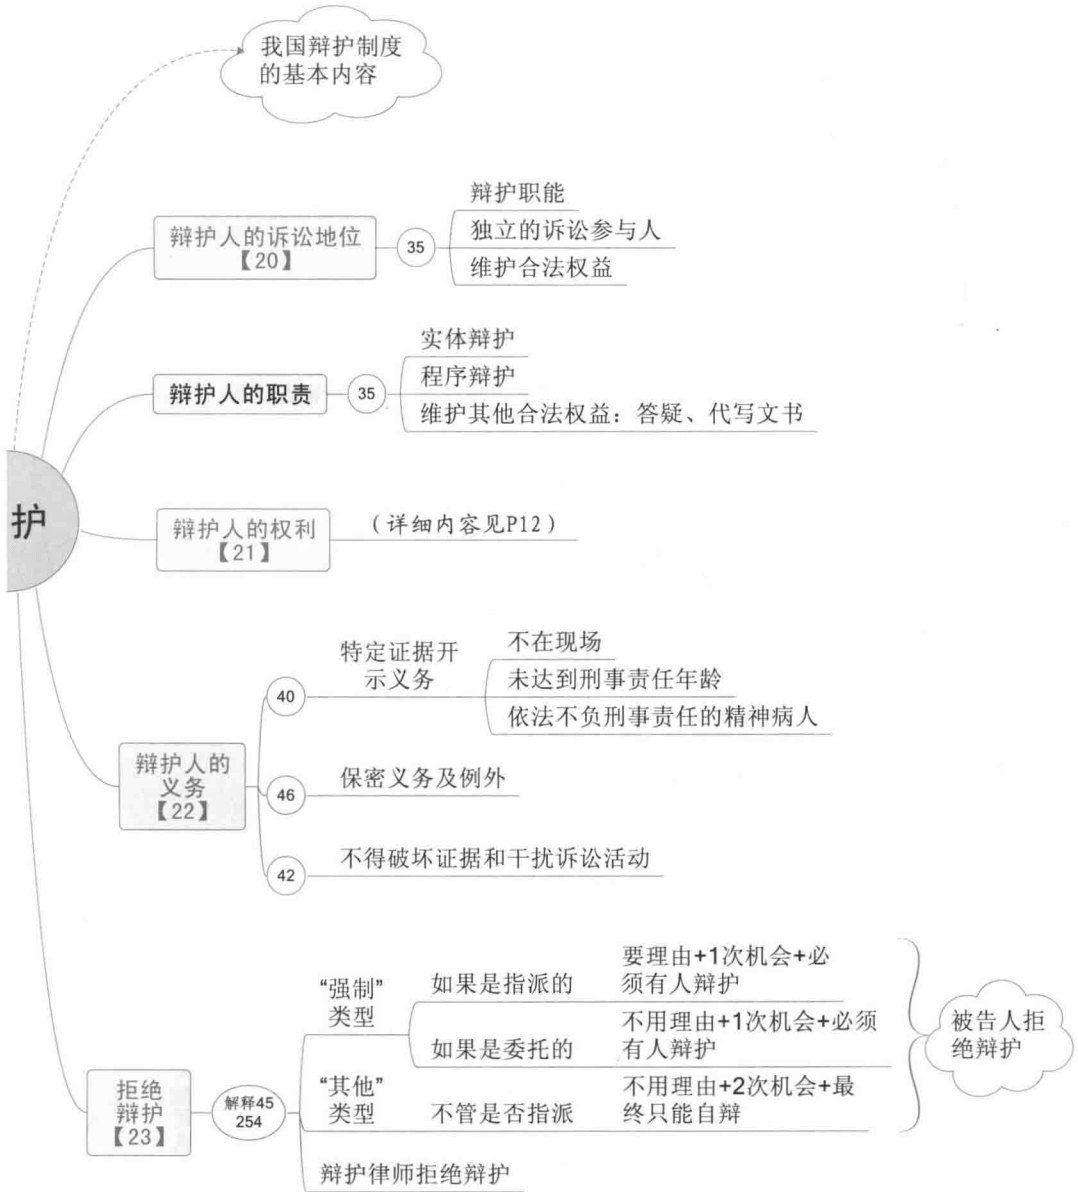 我国辩护制度
的基本内容
辩护人的诉讼地位
【20】
35
辩护职能
独立的诉讼参与人
维护合法权益
辩护人的职责
35
实体辩护
程序辩护
维护其他合法权益：答疑、代写文书
护
辩护人的权利
【21】
（详细内容见P12）
辩护人的
义务
【22】
40
特定证据开
示义务
不在现场
未达到刑事责任年龄
依法不负刑事责任的精神病人
46
保密义务及例外
42
不得破坏证据和干扰诉讼活动
拒绝
辩护
【23】
解释45
254
“强制”
类型
如果是指派的
要理由+1次机会+必
须有人辩护
如果是委托的
不用理由+1次机会+必须
有人辩护
“其他”
类型
不管是否指派
不用理由+2次机会+最
终只能自辩
辩护律师拒绝辩护
被告人拒
绝辩护